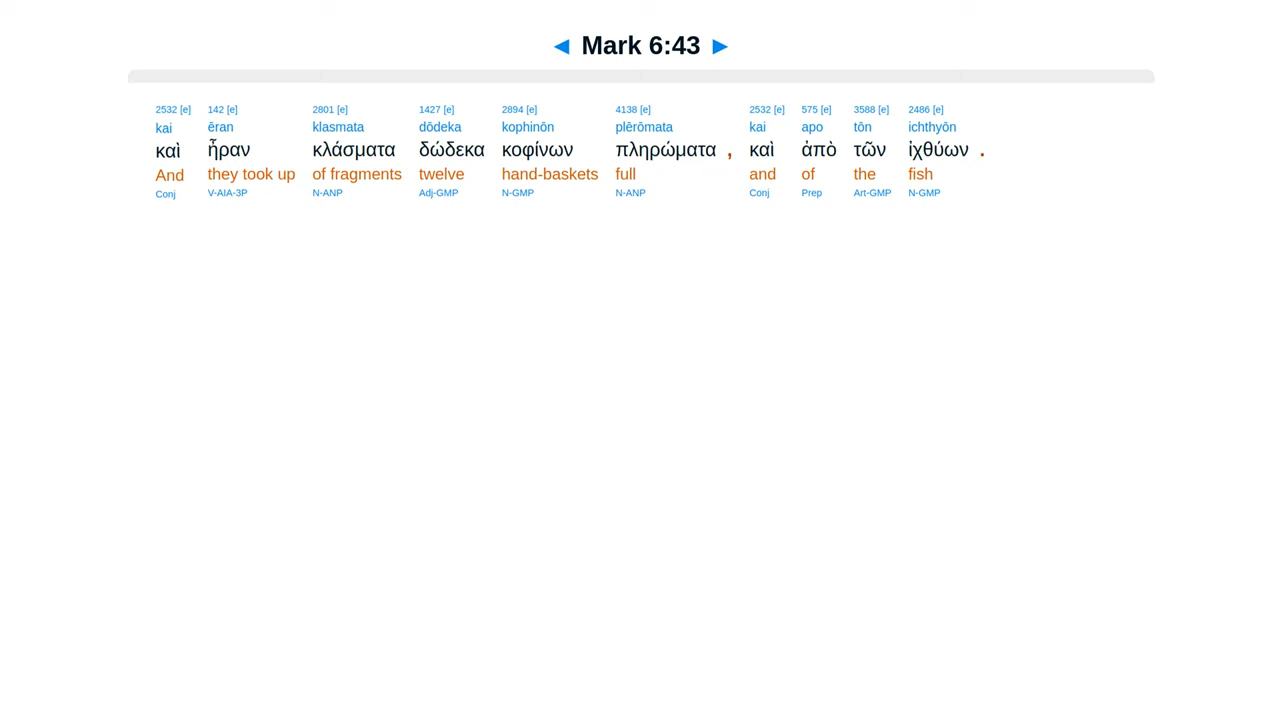 ◄ Mark 6:43 ►
2532 [e] 142 [e] 2801 [e] 1427 [e] 2894 [e] 4138 [e] 2532 [e] 575 [e] 3588 [e] 2486 [e]
kai ēran klasmata dōdeka kophinōn plērōmata kai apo tōn ichthyōn
καὶ ἦραν κλάσματα δώδεκα κοφίνων πληρώματα , καὶ ἀπὸ τῶν ἰχθύων .
And they took up of fragments twelve hand-baskets full and of the fish
Conj V-AIA-3P N-ANP Adj-GMP N-GMP N-ANP Conj Prep Art-GMP N-GMP